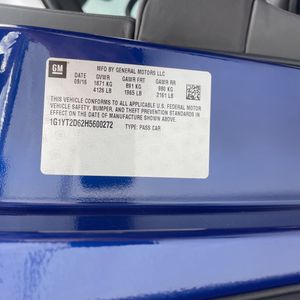 GM
MFD BY GENERAL MOTORS LLC
DATE GVWR GAWR FRT GAWR RR
09/16 1871 KG 891 KG 980 KG
4126 LB 1965 LB 2161 LB
THIS VEHICLE CONFORMS TO ALL APPLICABLE U.S. FEDERAL MOTOR
VEHICLE SAFETY, BUMPER, AND THEFT PREVENTION STANDARDS IN
EFFECT ON THE DATE OF MANUFACTURE SHOWN ABOVE.
1G1YT2D62H5600272 TYPE: PASS CAR